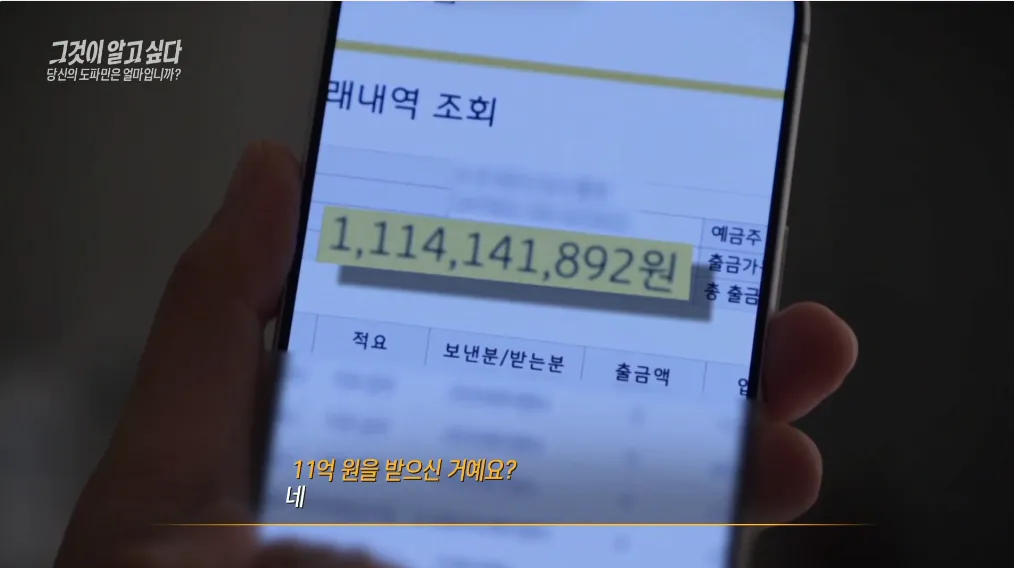 그것이 알고 싶다
당신의 도파민은 얼마입니까?
래내역 조회
1,114,141,892원
예금주
출금가
총 출금
적요 보낸분/받는분 출금액
11억 원을 받으신 거예요?
네